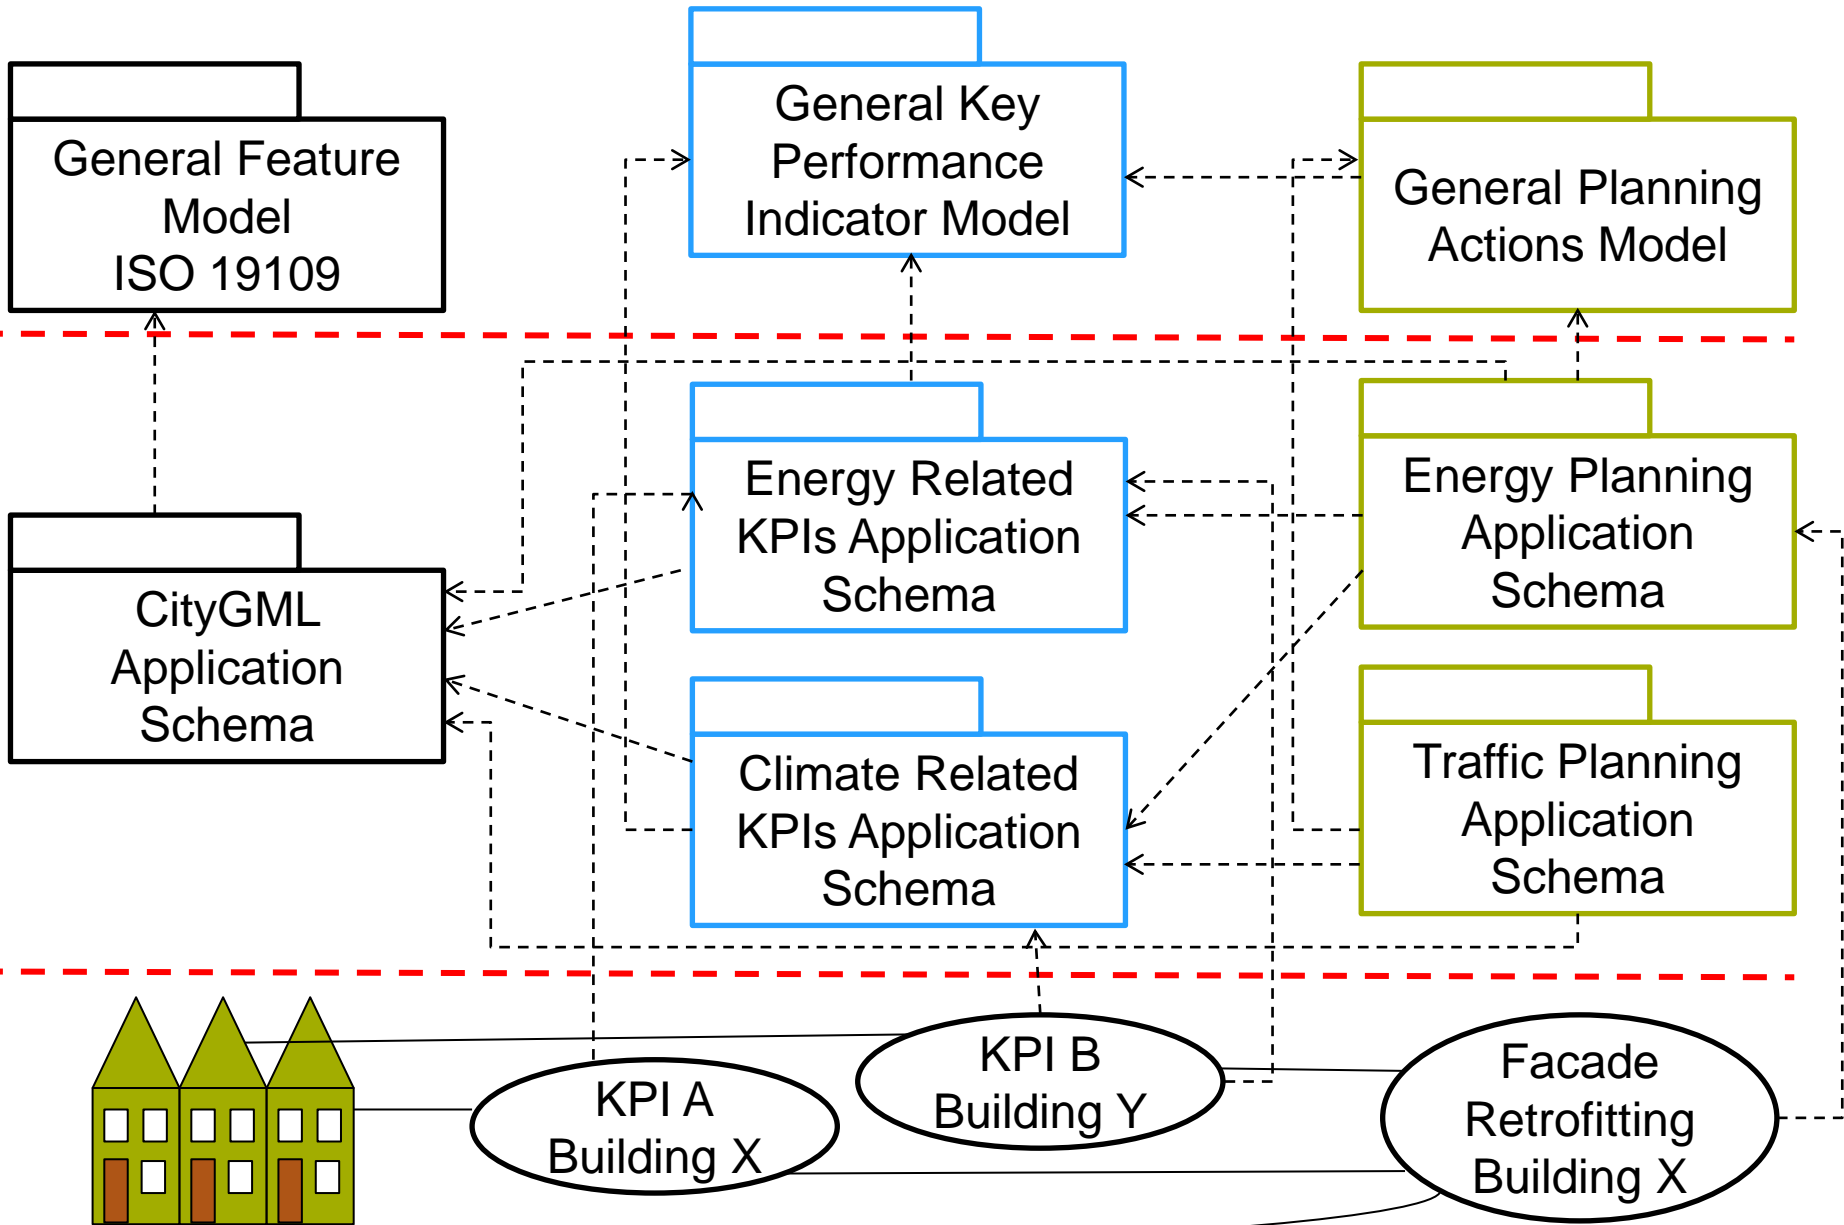 General Feature
Model
ISO 19109
General Key
Performance
Indicator Model
General Planning
Actions Model
CityGML
Application
Schema
Energy Related
KPIs Application
Schema
Energy Planning
Application
Schema
Climate Related
KPIs Application
Schema
Traffic Planning
Application
Schema
KPI A
Building X
KPI B
Building Y
Facade
Retrofitting
Building X